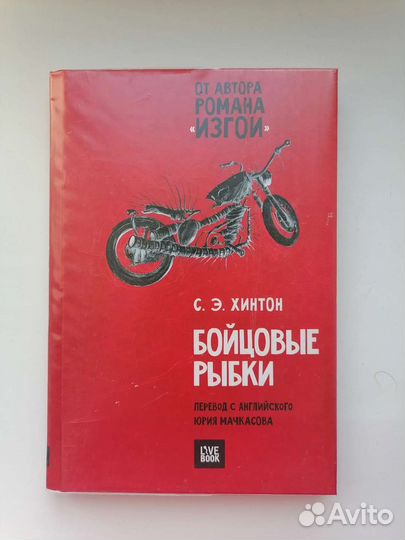 ОТ АВТОРА
РОМАНА
«ИЗГОИ»
С. Э. ХИНТОН
БОЙЦОВЫЕ
РЫБКИ
ПЕРЕВОД С АНГЛИЙСКОГО
ЮРИЯ МАЧКАСОВА
LIVE
BOOK
Avito